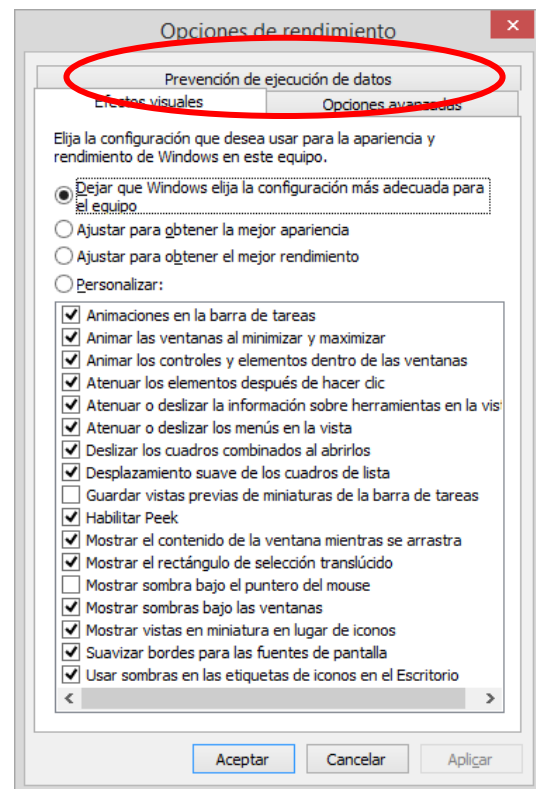 Opciones de rendimiento
Prevención de ejecución de datos
Efectos visuales
Opciones avanzadas
Elija la configuración que desea usar para la apariencia y
rendimiento de Windows en este equipo.
Dejar que Windows elija la configuración más adecuada para
el equipo
Ajustar para obtener la mejor apariencia
Ajustar para obtener el mejor rendimiento
Personalizar:
Animaciones en la barra de tareas
Animar las ventanas al minimizar y maximizar
Animar los controles y elementos dentro de las ventanas
Atenuar los elementos después de hacer clic
Atenuar o deslizar la información sobre herramientas en la vis
Atenuar o deslizar los menús en la vista
Deslizar los cuadros combinados al abrirlos
Desplazamiento suave de los cuadros de lista
Guardar vistas previas de miniaturas de la barra de tareas
Habilitar Peek
Mostrar el contenido de la ventana mientras se arrastra
Mostrar el rectángulo de selección translúcido
Mostrar sombra bajo el puntero del mouse
Mostrar sombras bajo las ventanas
Mostrar vistas en miniatura en lugar de iconos
Suavizar bordes para las fuentes de pantalla
Usar sombras en las etiquetas de iconos en el Escritorio
Aceptar
Cancelar
Aplicar